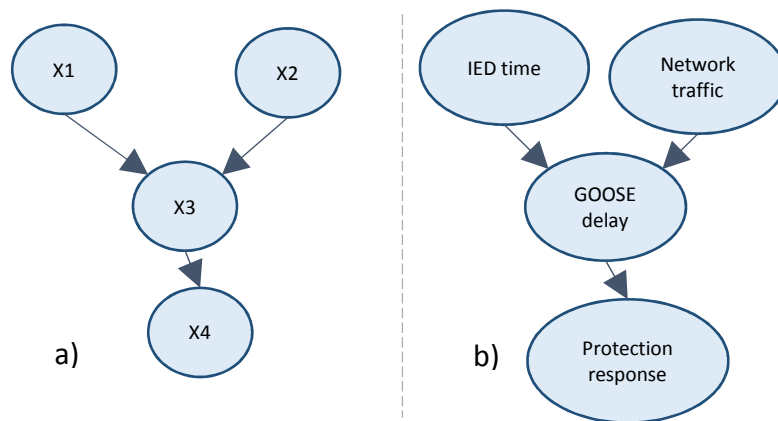 X1
X2
X3
X4
a)
IED time
Network
traffic
GOOSE
delay
Protection
response
b)